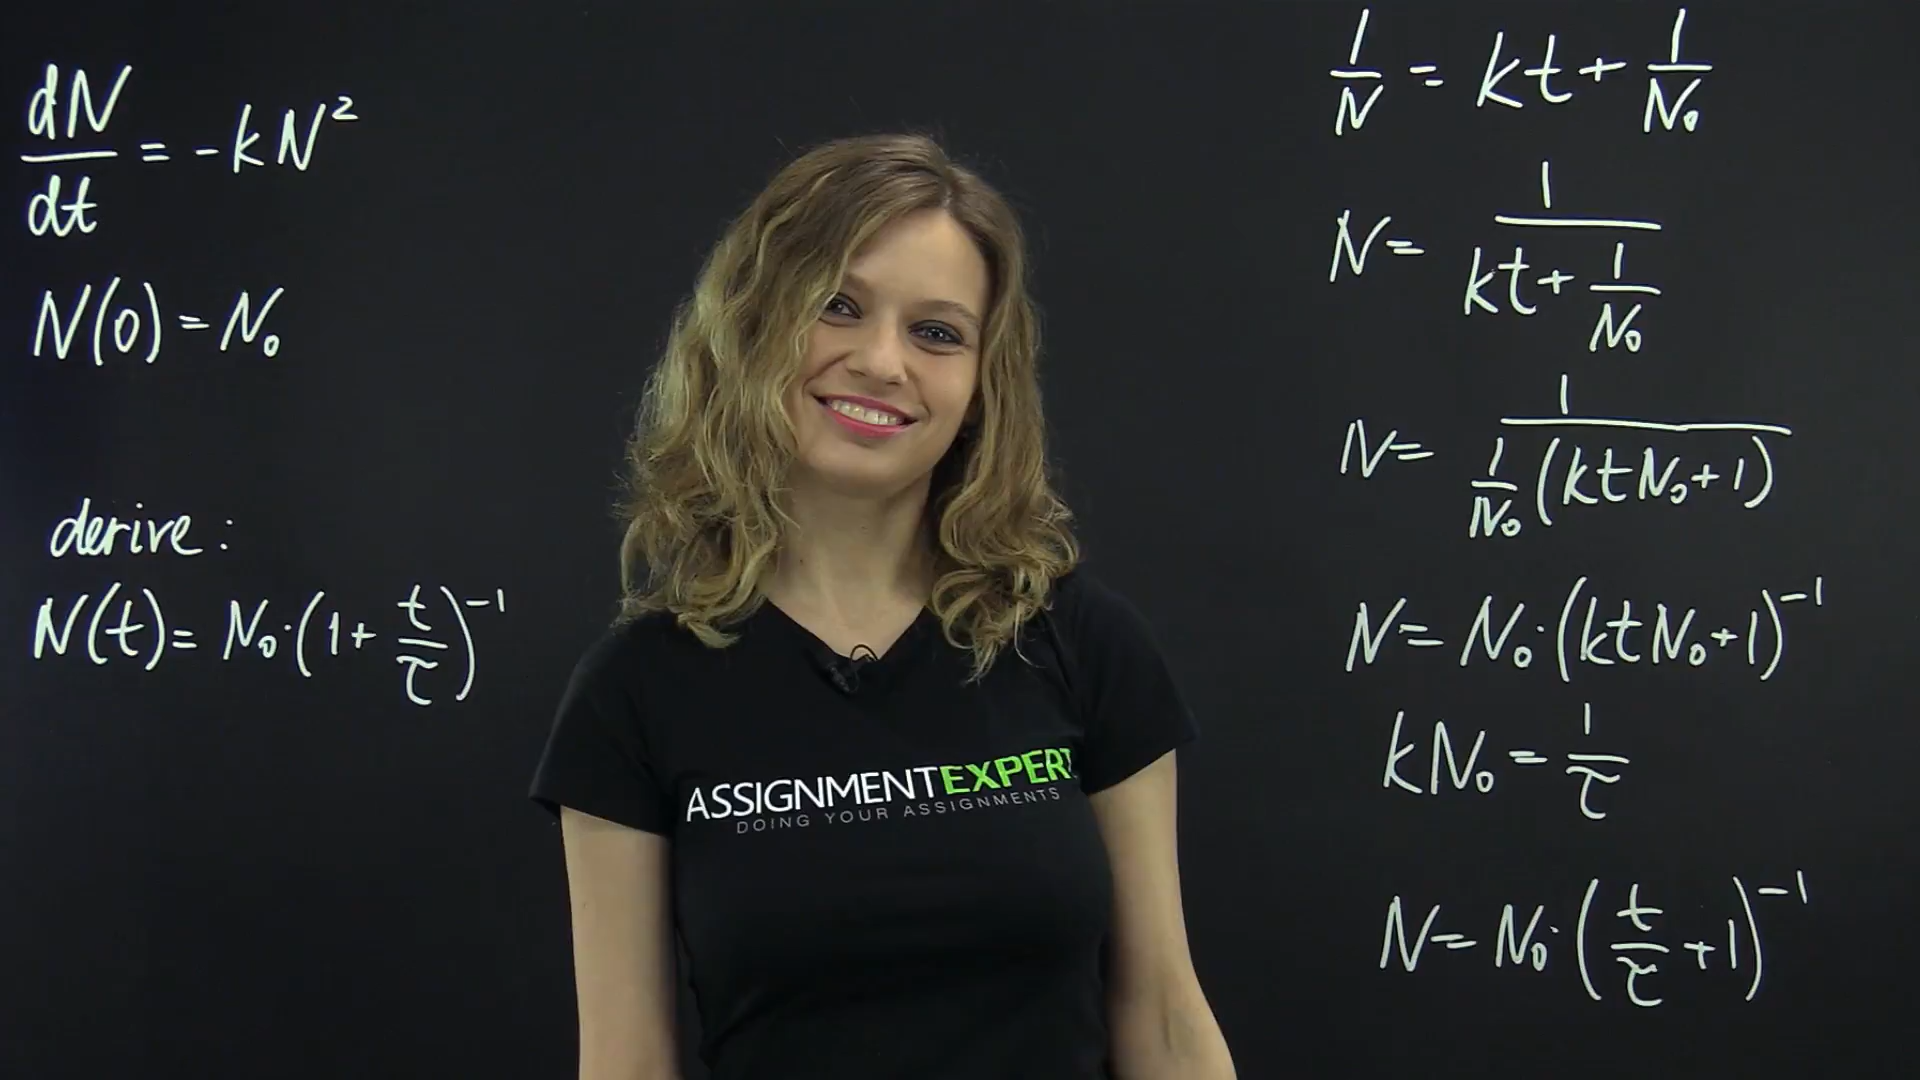 dN/dt = -kN²
N(0) = N₀
derive:
N(t) = N₀·(1 + t/τ)⁻¹
ASSIGNMENTEXPERT
DOING YOUR ASSIGNMENTS
1/N = kt + 1/N₀
N = 1/(kt + 1/N₀)
N = 1/(1/N₀ (ktN₀+1))
N = N₀·(ktN₀+1)⁻¹
kN₀ = 1/τ
N = N₀·(t/τ + 1)⁻¹